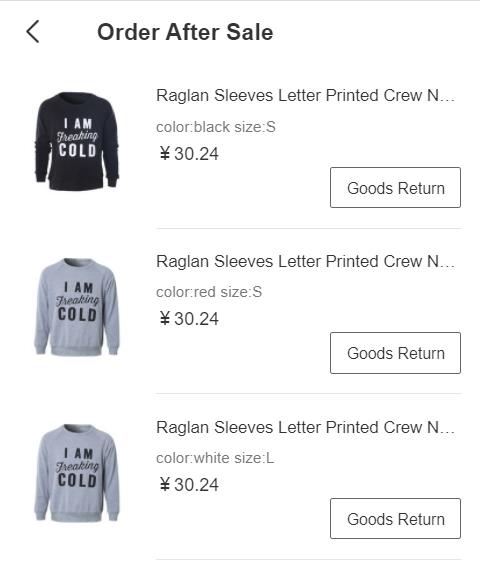 Order After Sale
Raglan Sleeves Letter Printed Crew N...
color:black size:S
¥30.24
Goods Return
I AM
Freaking
COLD
Raglan Sleeves Letter Printed Crew N...
color:red size:S
¥30.24
Goods Return
I AM
Freaking
COLD
Raglan Sleeves Letter Printed Crew N...
color:white size:L
¥30.24
Goods Return
I AM
Freaking
COLD